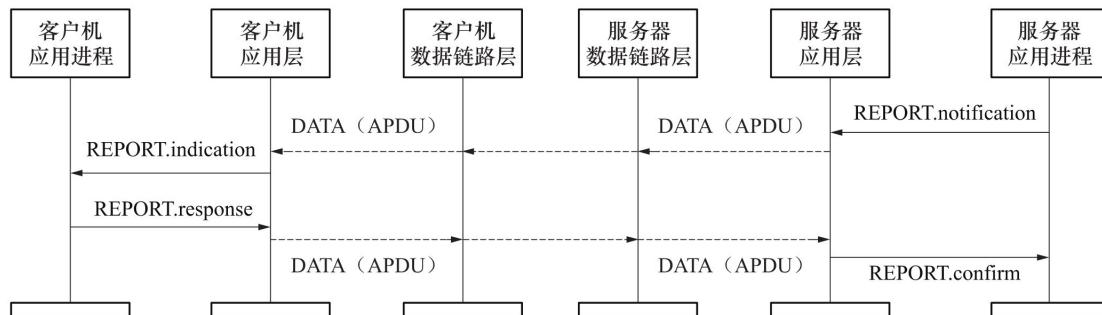 客户机
应用进程
客户机
应用层
客户机
数据链路层
服务器
数据链路层
服务器
应用层
服务器
应用进程
REPORT.notification
DATA（APDU）
DATA（APDU）
REPORT.indication
REPORT.response
DATA（APDU）
DATA（APDU）
REPORT.confirm